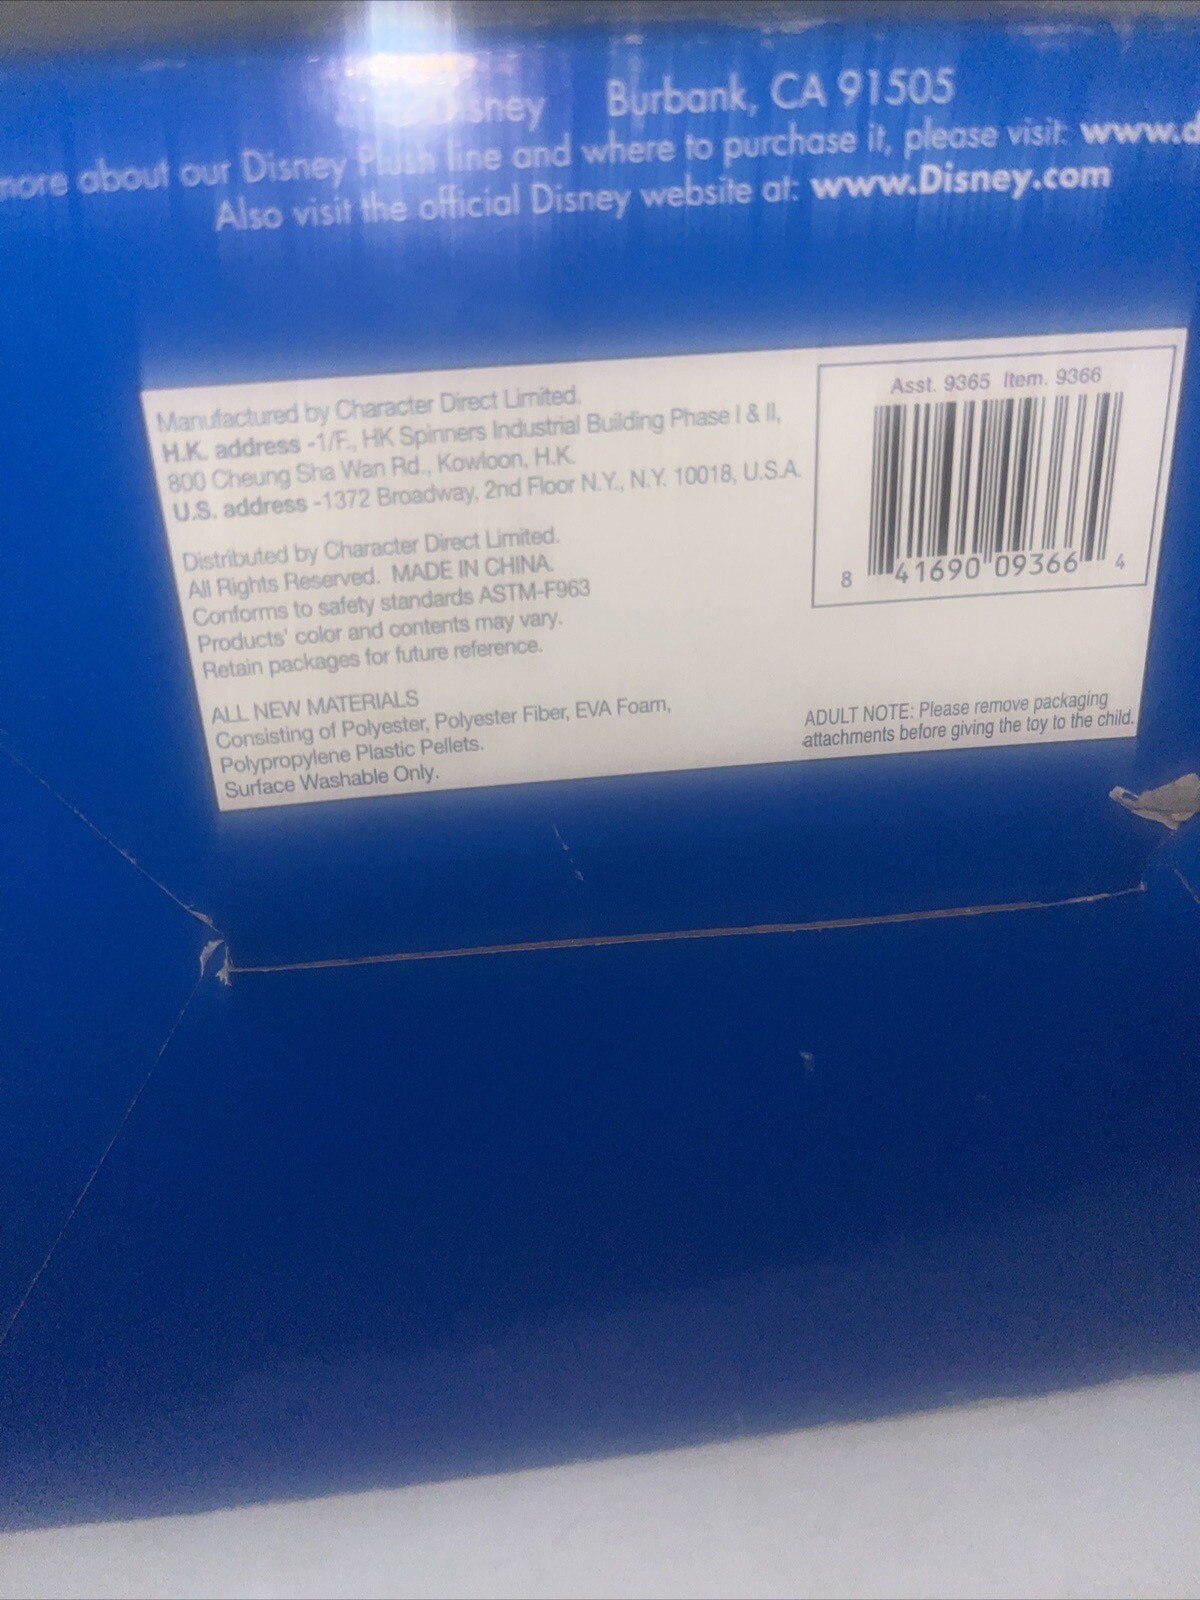 Disney Burbank, CA 91505
more about our Disney Plush line and where to purchase it, please visit: www.d
Also visit the official Disney website at: www.Disney.com
Manufactured by Character Direct Limited.
H.K. address -1/F., HK Spinners Industrial Building Phase I & II,
800 Cheung Sha Wan Rd., Kowloon, H.K.
U.S. address -1372 Broadway, 2nd Floor N.Y., N.Y. 10018, U.S.A.
Distributed by Character Direct Limited.
All Rights Reserved. MADE IN CHINA.
Conforms to safety standards ASTM-F963
Products' color and contents may vary.
Retain packages for future reference.
ALL NEW MATERIALS
Consisting of Polyester, Polyester Fiber, EVA Foam,
Polypropylene Plastic Pellets.
Surface Washable Only.
Asst. 9365 Item. 9366
8 41690 09366 4
ADULT NOTE: Please remove packaging
attachments before giving the toy to the child.